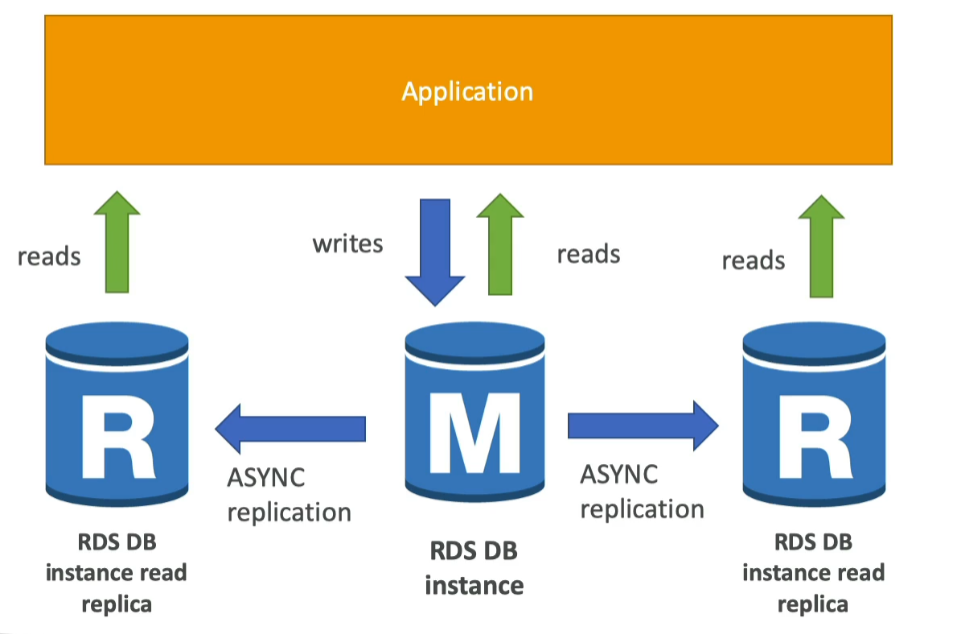 Application
reads
writes
reads
reads
R
M
R
ASYNC
replication
ASYNC
replication
RDS DB
instance read
replica
RDS DB
instance
RDS DB
instance read
replica